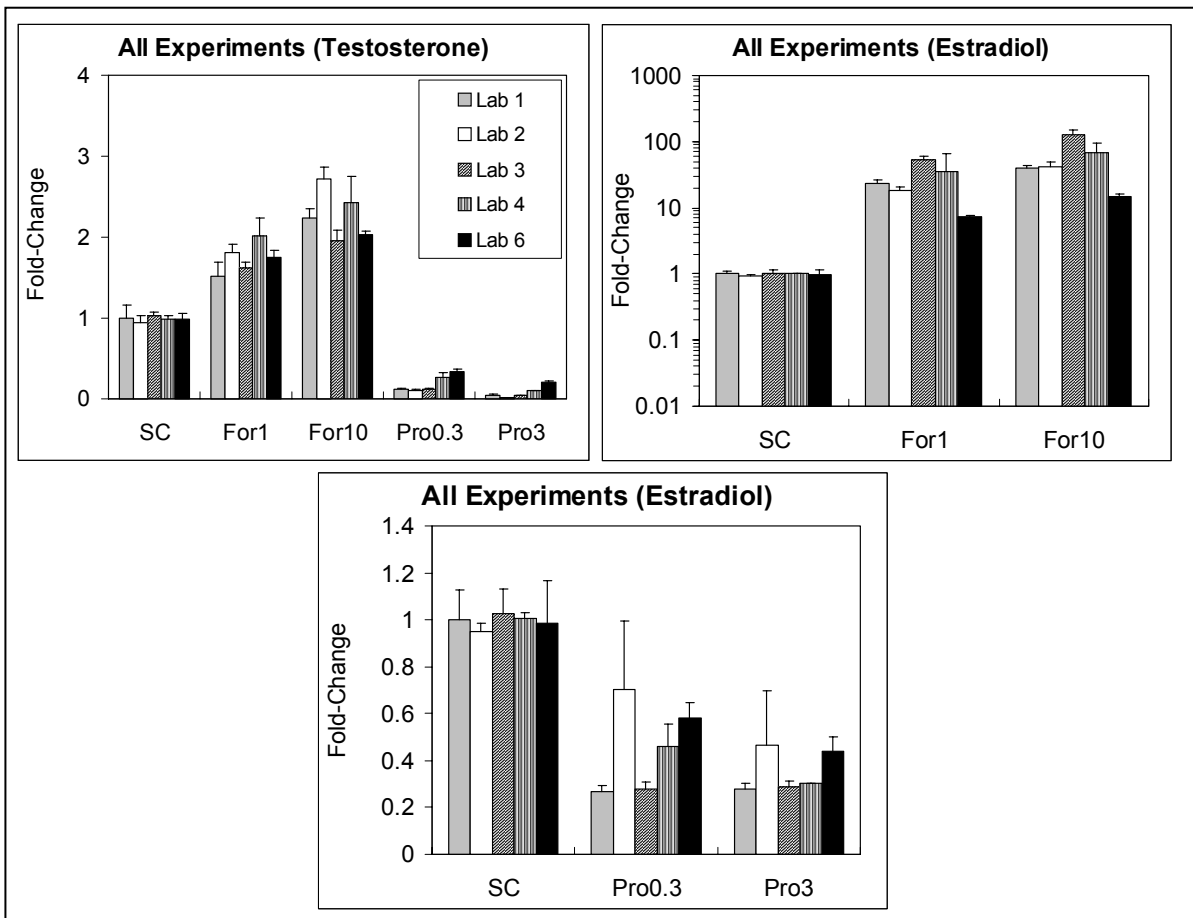 All Experiments (Testosterone)
Fold-Change
4
3
2
1
0
SC For1 For10 Pro0.3 Pro3
Lab 1
Lab 2
Lab 3
Lab 4
Lab 6
All Experiments (Estradiol)
Fold-Change
1000
100
10
1
0.1
0.01
SC For1 For10
All Experiments (Estradiol)
Fold-Change
1.4
1.2
1
0.8
0.6
0.4
0.2
0
SC Pro0.3 Pro3